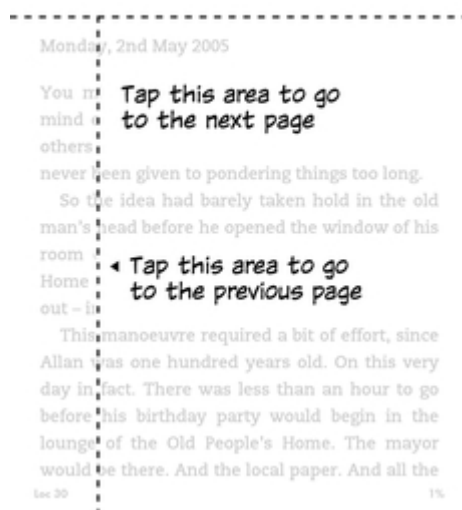 Monday, 2nd May 2005
You m
Tap this area to go
mind
to the next page
others
never been given to pondering things too long.
So the idea had barely taken hold in the old
man's head before he opened the window of his
room
Tap this area to go
Home
to the previous page
out – i
This manoeuvre required a bit of effort, since
Allan was one hundred years old. On this very
day in fact. There was less than an hour to go
before his birthday party would begin in the
lounge of the Old People's Home. The mayor
would be there. And the local paper. And all the
Loc 30
1%